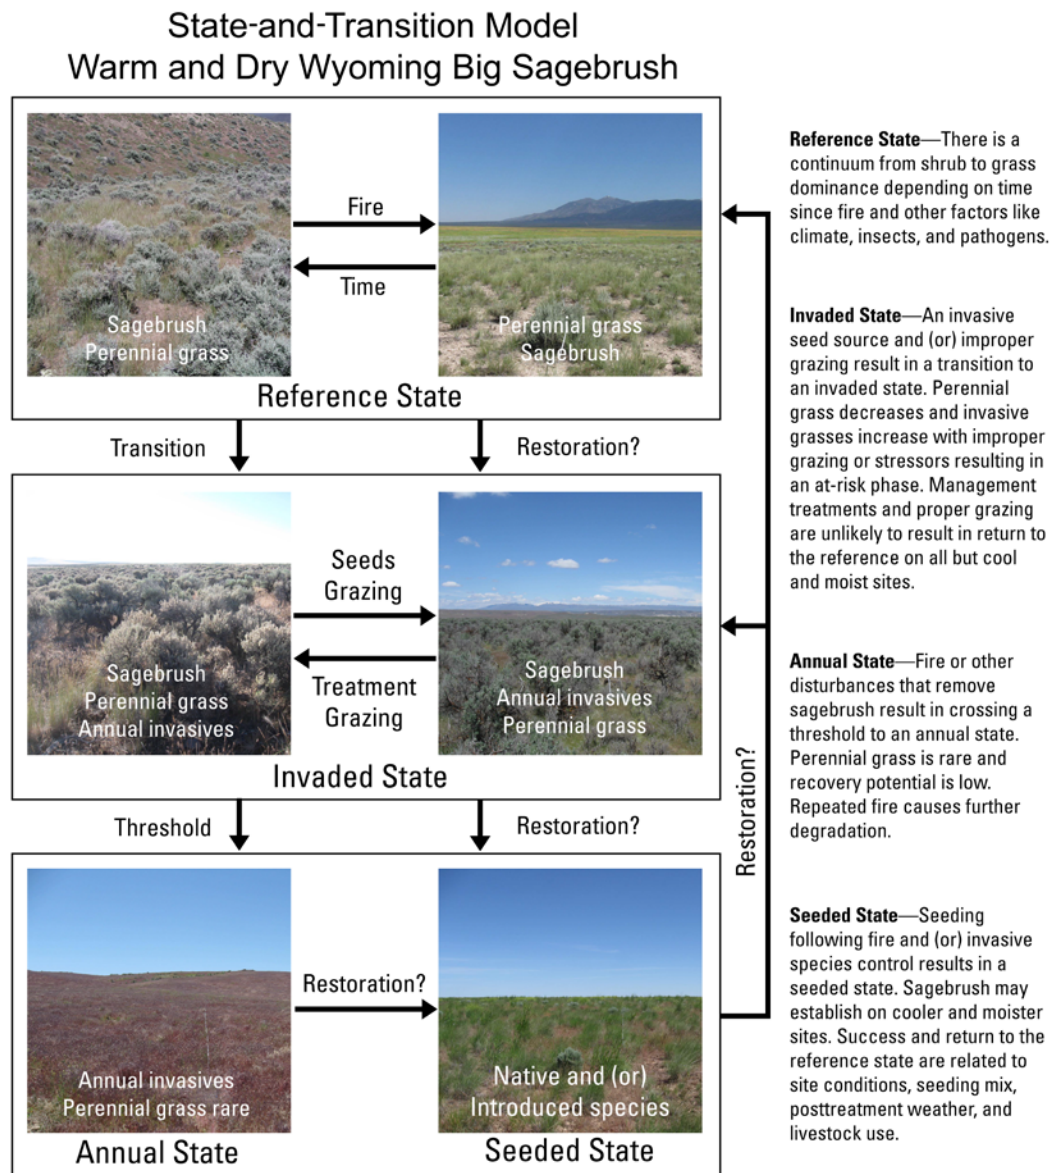 State-and-Transition Model
Warm and Dry Wyoming Big Sagebrush
Fire
Time
Sagebrush
Perennial grass
Perennial grass
Sagebrush
Reference State
Transition
Restoration?
Seeds
Grazing
Treatment
Grazing
Sagebrush
Perennial grass
Annual invasives
Sagebrush
Annual invasives
Perennial grass
Invaded State
Threshold
Restoration?
Restoration?
Annual invasives
Perennial grass rare
Native and (or)
Introduced species
Annual State
Seeded State
Restoration?
Reference State—There is a
continuum from shrub to grass
dominance depending on time
since fire and other factors like
climate, insects, and pathogens.
Invaded State—An invasive
seed source and (or) improper
grazing result in a transition to
an invaded state. Perennial
grass decreases and invasive
grasses increase with improper
grazing or stressors resulting in
an at-risk phase. Management
treatments and proper grazing
are unlikely to result in return to
the reference on all but cool
and moist sites.
Annual State—Fire or other
disturbances that remove
sagebrush result in crossing a
threshold to an annual state.
Perennial grass is rare and
recovery potential is low.
Repeated fire causes further
degradation.
Seeded State—Seeding
following fire and (or) invasive
species control results in a
seeded state. Sagebrush may
establish on cooler and moister
sites. Success and return to the
reference state are related to
site conditions, seeding mix,
posttreatment weather, and
livestock use.